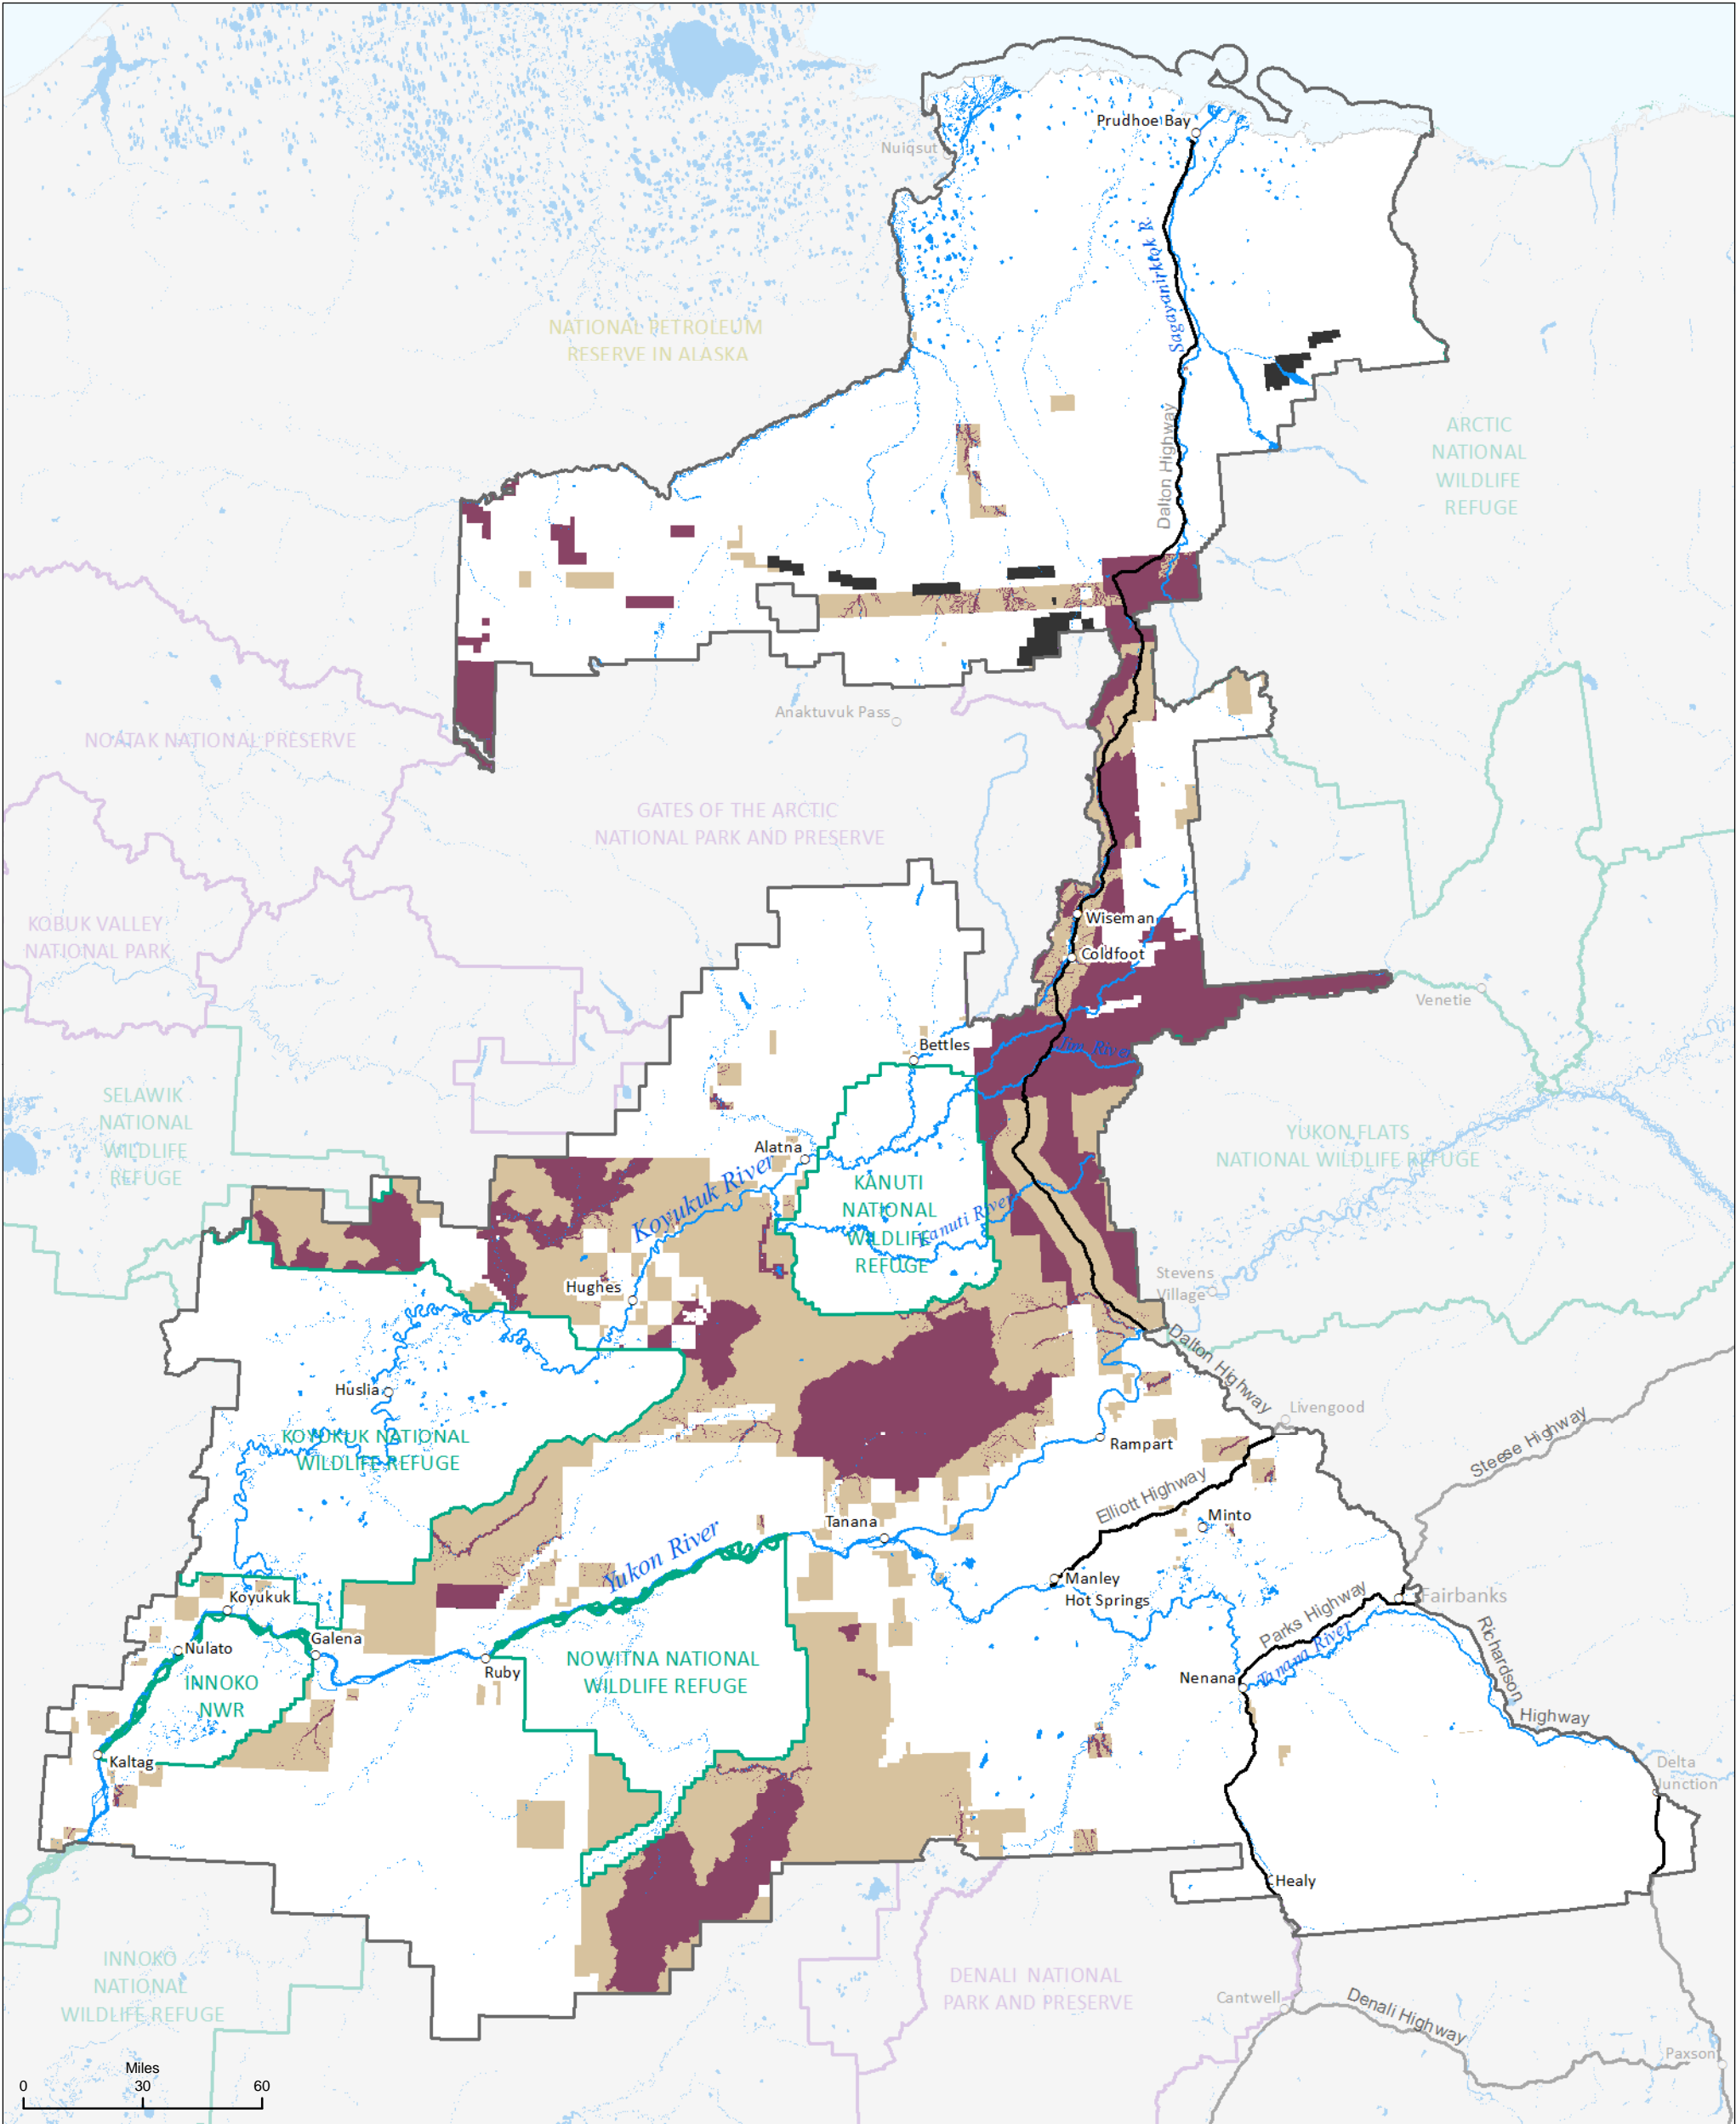 Prudhoe Bay
Nuiqsut
Sagavanirktok R.
NATIONAL PETROLEUM
RESERVE IN ALASKA
Dalton Highway
ARCTIC
NATIONAL
WILDLIFE
REFUGE
Anaktuvuk Pass
NOATAK NATIONAL PRESERVE
GATES OF THE ARCTIC
NATIONAL PARK AND PRESERVE
KOBUK VALLEY
NATIONAL PARK
Wiseman
Coldfoot
Venetie
Bettles
Jim River
SELAWIK
NATIONAL
WILDLIFE
REFUGE
Alatna
YUKON FLATS
NATIONAL WILDLIFE REFUGE
Koyukuk River
KANUTI
NATIONAL
WILDLIFE
REFUGE
Kanuti River
Hughes
Stevens
Village
Dalton Highway
Huslia
Livengood
KOYUKUK NATIONAL
WILDLIFE REFUGE
Rampart
Steese Highway
Elliott Highway
Minto
Tanana
Yukon River
Manley
Hot Springs
Koyukuk
Parks Highway
Fairbanks
Nulato
Galena
Tanana River
Richardson
Highway
INNOKO
NWR
Ruby
NOWITNA NATIONAL
WILDLIFE REFUGE
Nenana
Kaltag
Delta
Junction
Healy
INNOKO
NATIONAL
WILDLIFE REFUGE
DENALI NATIONAL
PARK AND PRESERVE
Cantwell
Denali Highway
Paxson
Miles
0 30 60